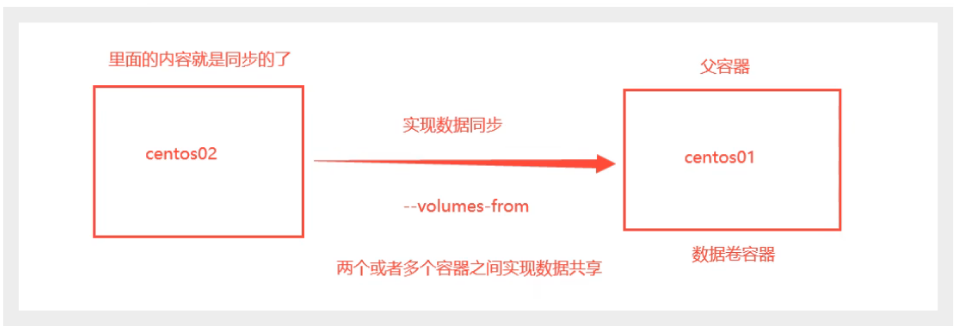 里面的内容就是同步的了
父容器
实现数据同步
centos02
centos01
--volumes-from
数据卷容器
两个或者多个容器之间实现数据共享